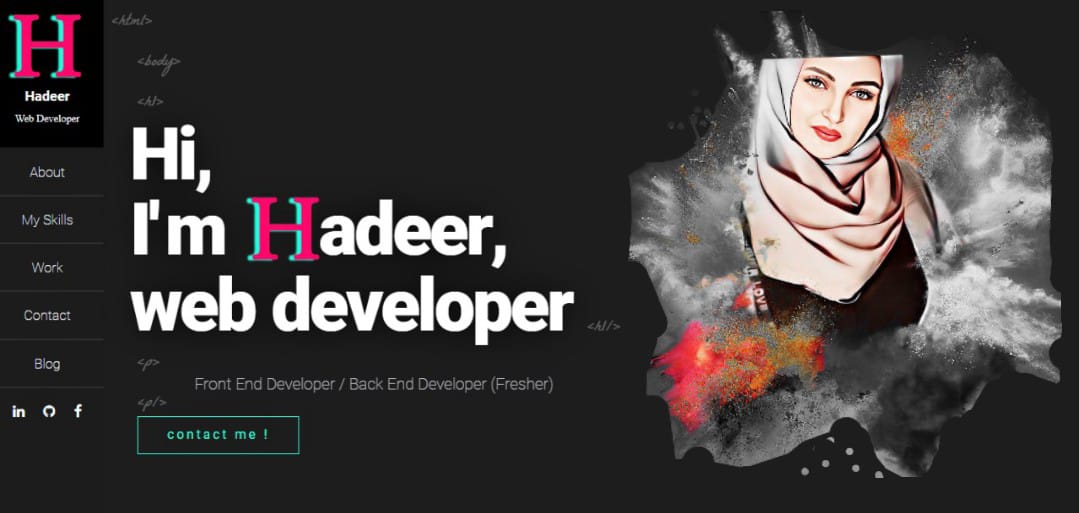 H
Hadeer
Web Developer
About
My Skills
Work
Contact
Blog
<html>
<body>
<h1>
Hi,
I'm Hadeer,
web developer
<h1/>
<p>
Front End Developer / Back End Developer (Fresher)
<p/>
contact me !
LOVE